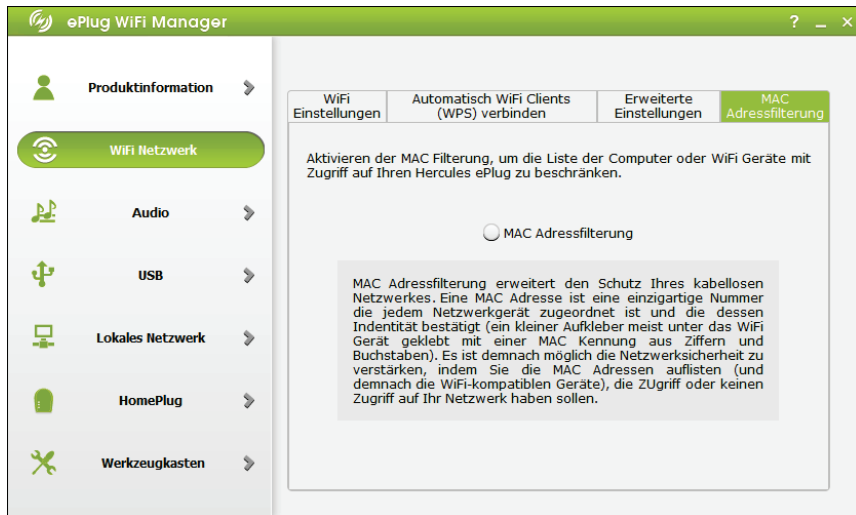 ePlug WiFi Manager
? _ ×
Produktinformation
WiFi Netzwerk
Audio
USB
Lokales Netzwerk
HomePlug
Werkzeugkasten
WiFi
Einstellungen
Automatisch WiFi Clients
(WPS) verbinden
Erweiterte
Einstellungen
MAC
Adressfilterung
Aktivieren der MAC Filterung, um die Liste der Computer oder WiFi Geräte mit
Zugriff auf Ihren Hercules ePlug zu beschränken.
MAC Adressfilterung
MAC Adressfilterung erweitert den Schutz Ihres kabellosen
Netzwerkes. Eine MAC Adresse ist eine einzigartige Nummer
die jedem Netzwerkgerät zugeordnet ist und die dessen
Indentität bestätigt (ein kleiner Aufkleber meist unter das WiFi
Gerät geklebt mit einer MAC Kennung aus Ziffern und
Buchstaben). Es ist demnach möglich die Netzwerksicherheit zu
verstärken, indem Sie die MAC Adressen auflisten (und
demnach die WiFi-kompatiblen Geräte), die ZUgriff oder keinen
Zugriff auf Ihr Netzwerk haben sollen.